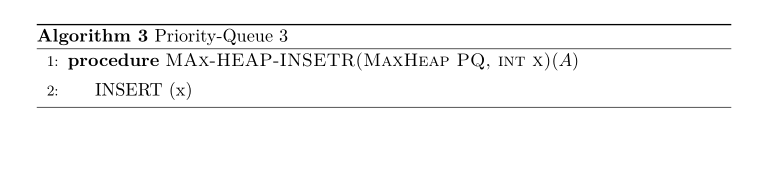 Algorithm 3 Priority-Queue 3
1: procedure MAx-HEAP-INSETR(MaxHeap PQ, int x)(A)
2: INSERT (x)